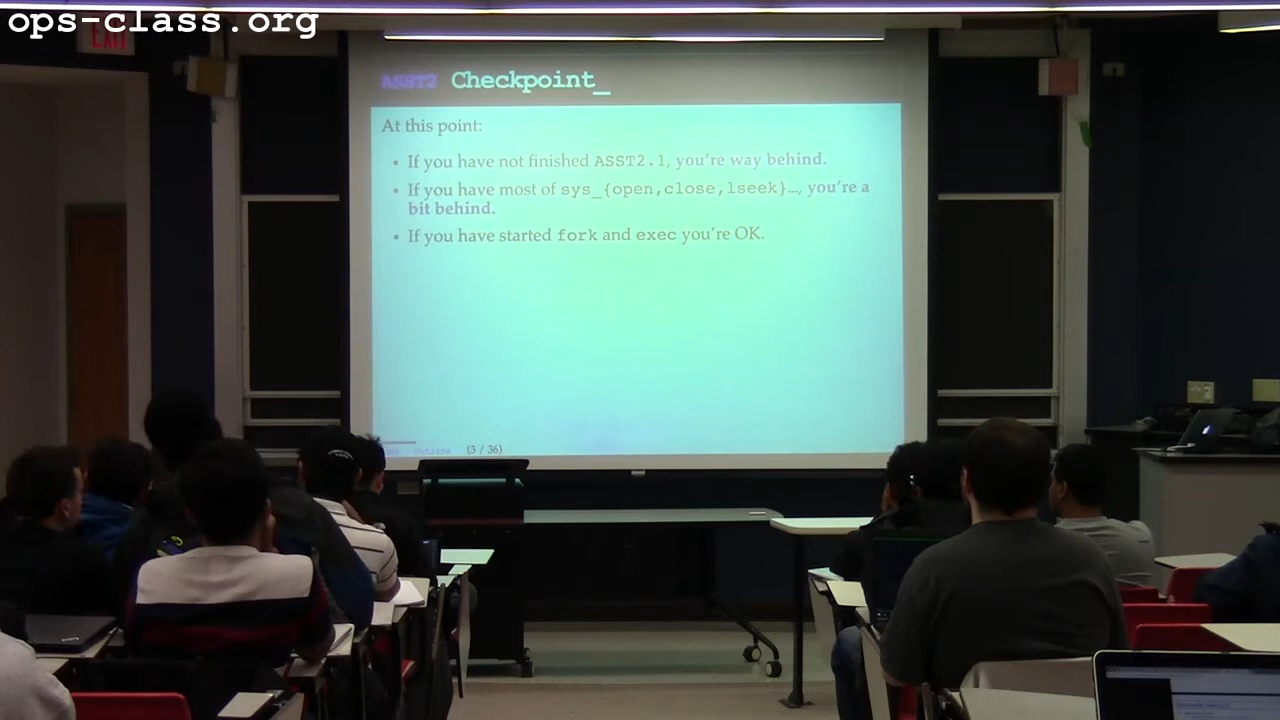 ops-class.org
EXIT
ASST2 Checkpoint_
At this point:
• If you have not finished ASST2.1, you're way behind.
• If you have most of sys_{open,close,lseek}…, you're a
bit behind.
• If you have started fork and exec you're OK.
(3 / 36)